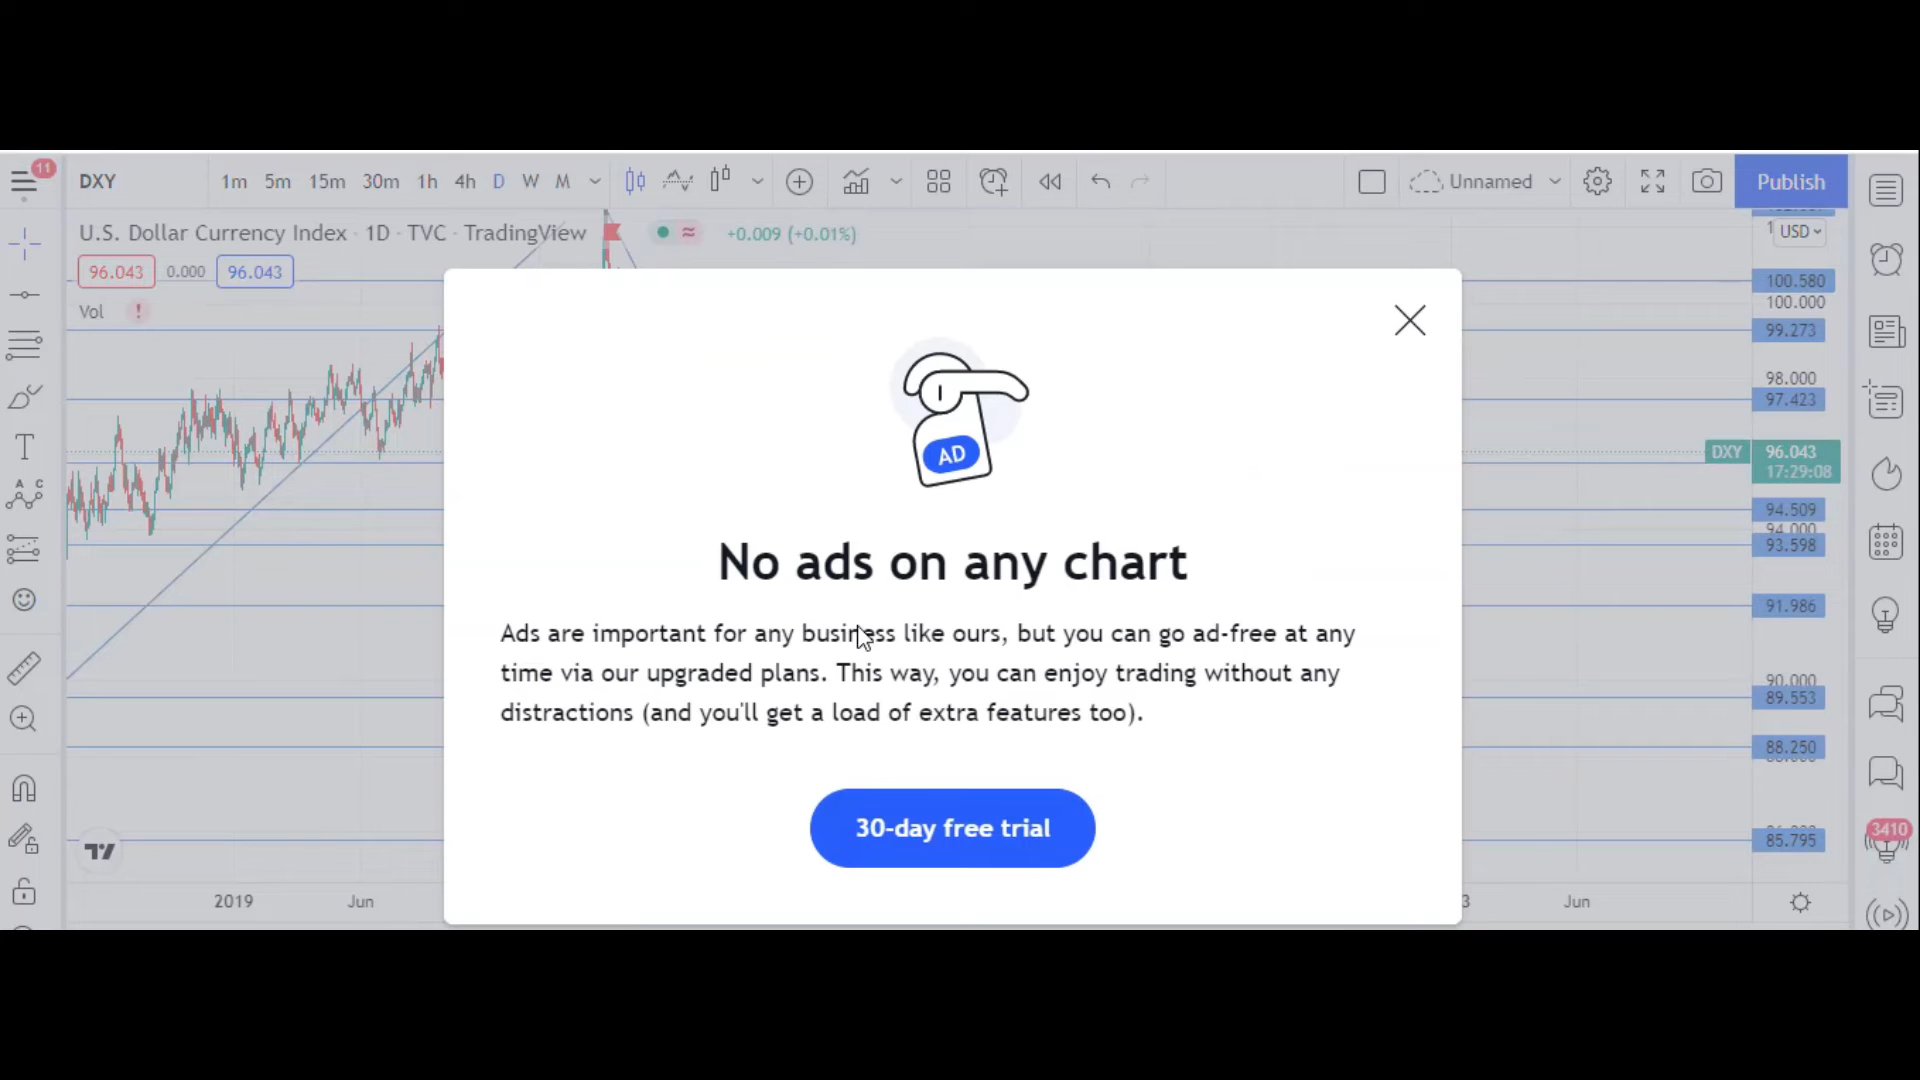 11
DXY
1m 5m 15m 30m 1h 4h D W M
Unnamed
Publish
U.S. Dollar Currency Index · 1D · TVC · TradingView
+0.009 (+0.01%)
USD
96.043 0.000 96.043
100.580
100.000
Vol !
99.273
98.000
97.423
DXY 96.043
17:29:08
AD
94.509
94.000
93.598
No ads on any chart
91.986
Ads are important for any business like ours, but you can go ad-free at any
time via our upgraded plans. This way, you can enjoy trading without any
distractions (and you'll get a load of extra features too).
90.000
89.553
88.250
30-day free trial
3410
85.795
2019 Jun 3 Jun